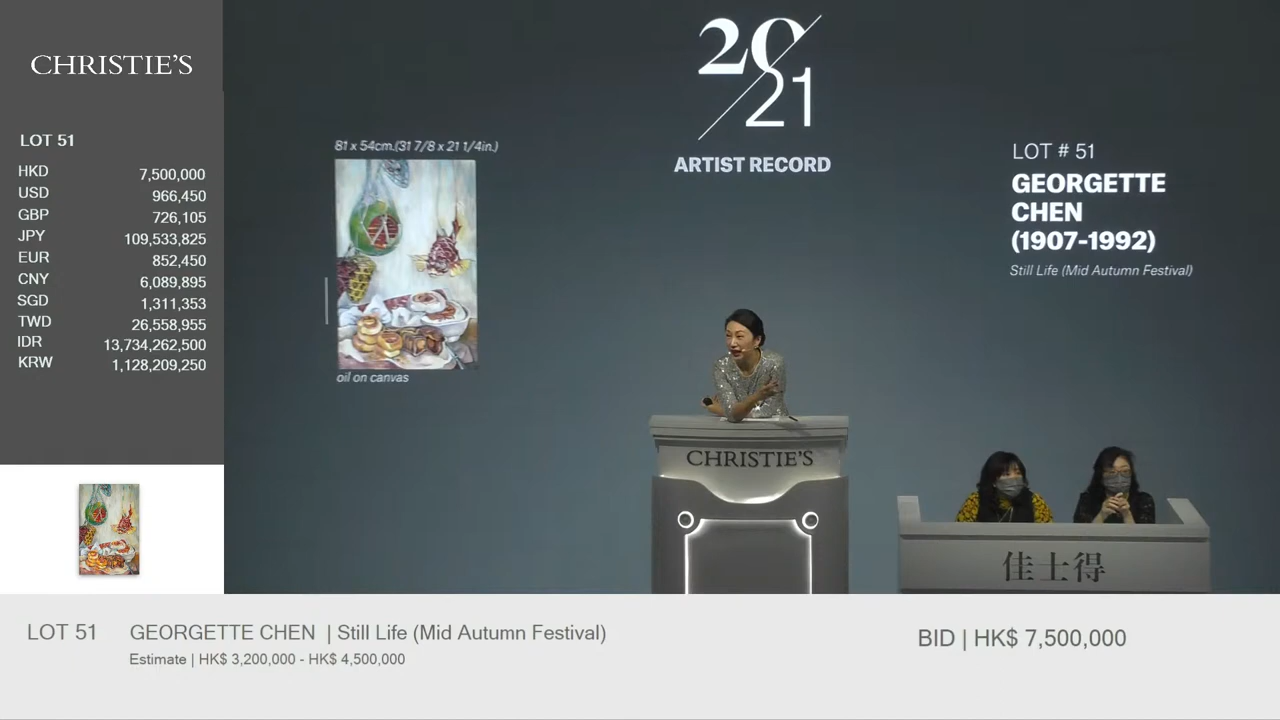 CHRISTIE'S
LOT 51
HKD 7,500,000
USD 966,450
GBP 726,105
JPY 109,533,825
EUR 852,450
CNY 6,089,895
SGD 1,311,353
TWD 26,558,955
IDR 13,734,262,500
KRW 1,128,209,250
20/21
ARTIST RECORD
81 x 54cm.(31 7/8 x 21 1/4in.)
oil on canvas
LOT # 51
GEORGETTE
CHEN
(1907-1992)
Still Life (Mid Autumn Festival)
CHRISTIE'S
佳士得
LOT 51 GEORGETTE CHEN | Still Life (Mid Autumn Festival)
Estimate | HK$ 3,200,000 - HK$ 4,500,000
BID | HK$ 7,500,000